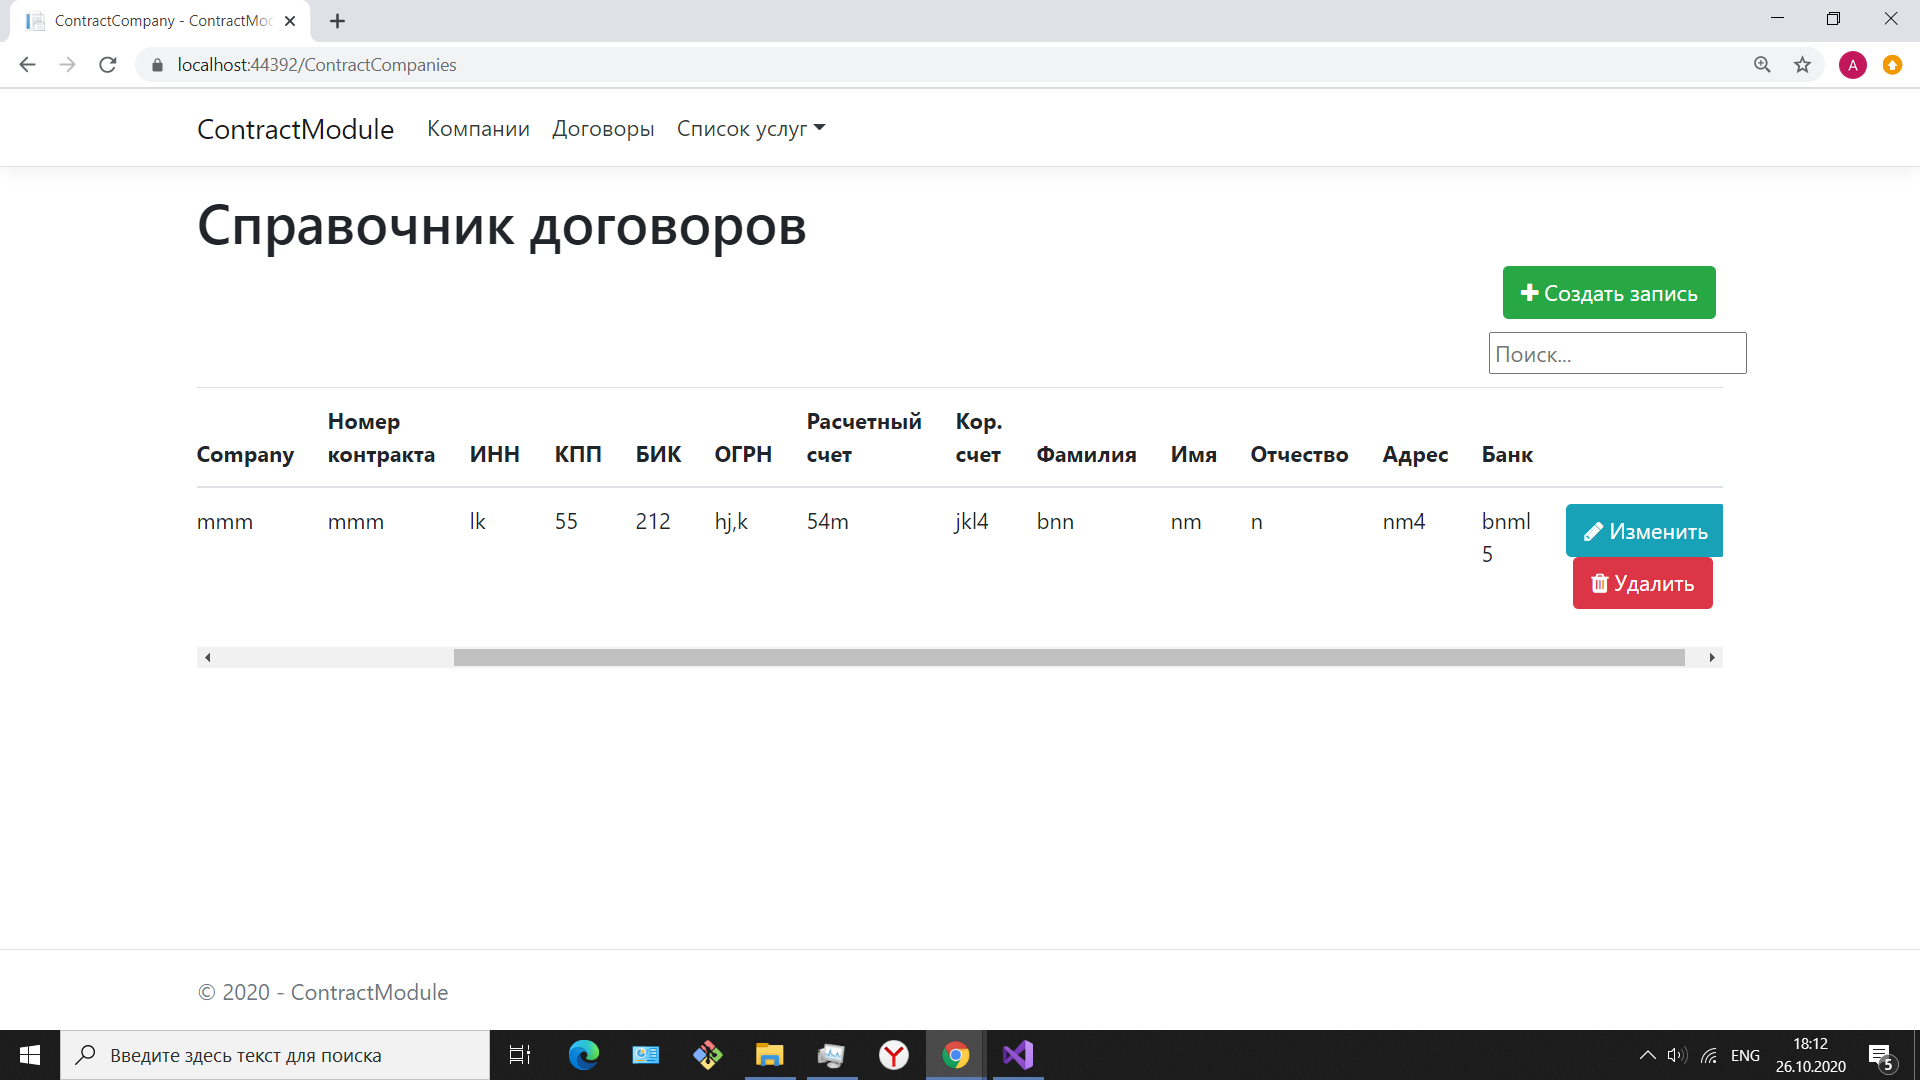 ContractCompany - ContractMod
localhost:44392/ContractCompanies
A
ContractModule Компании Договоры Список услуг
Справочник договоров
Создать запись
Поиск...
Company Номер контракта ИНН КПП БИК ОГРН Расчетный счет Кор. счет Фамилия Имя Отчество Адрес Банк
mmm mmm lk 55 212 hj,k 54m jkl4 bnn nm n nm4 bnml 5
Изменить
Удалить
© 2020 - ContractModule
Введите здесь текст для поиска
ENG
18:12
26.10.2020
5